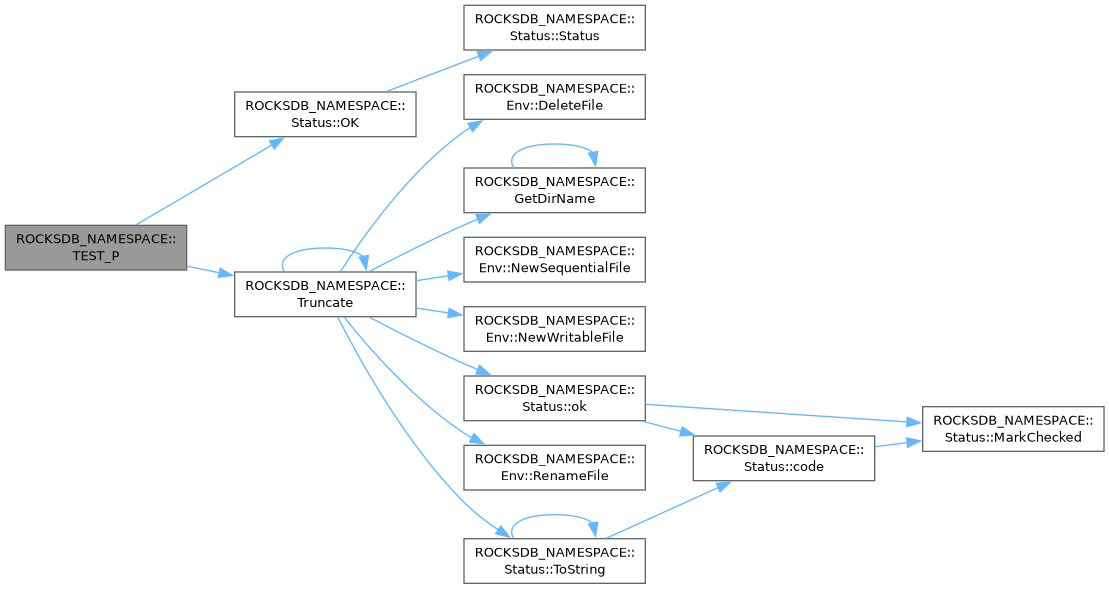 ROCKSDB_NAMESPACE::
TEST_P
ROCKSDB_NAMESPACE::
Status::OK
ROCKSDB_NAMESPACE::
Status::Status
ROCKSDB_NAMESPACE::
Truncate
ROCKSDB_NAMESPACE::
Env::DeleteFile
ROCKSDB_NAMESPACE::
GetDirName
ROCKSDB_NAMESPACE::
Env::NewSequentialFile
ROCKSDB_NAMESPACE::
Env::NewWritableFile
ROCKSDB_NAMESPACE::
Status::ok
ROCKSDB_NAMESPACE::
Env::RenameFile
ROCKSDB_NAMESPACE::
Status::ToString
ROCKSDB_NAMESPACE::
Status::code
ROCKSDB_NAMESPACE::
Status::MarkChecked